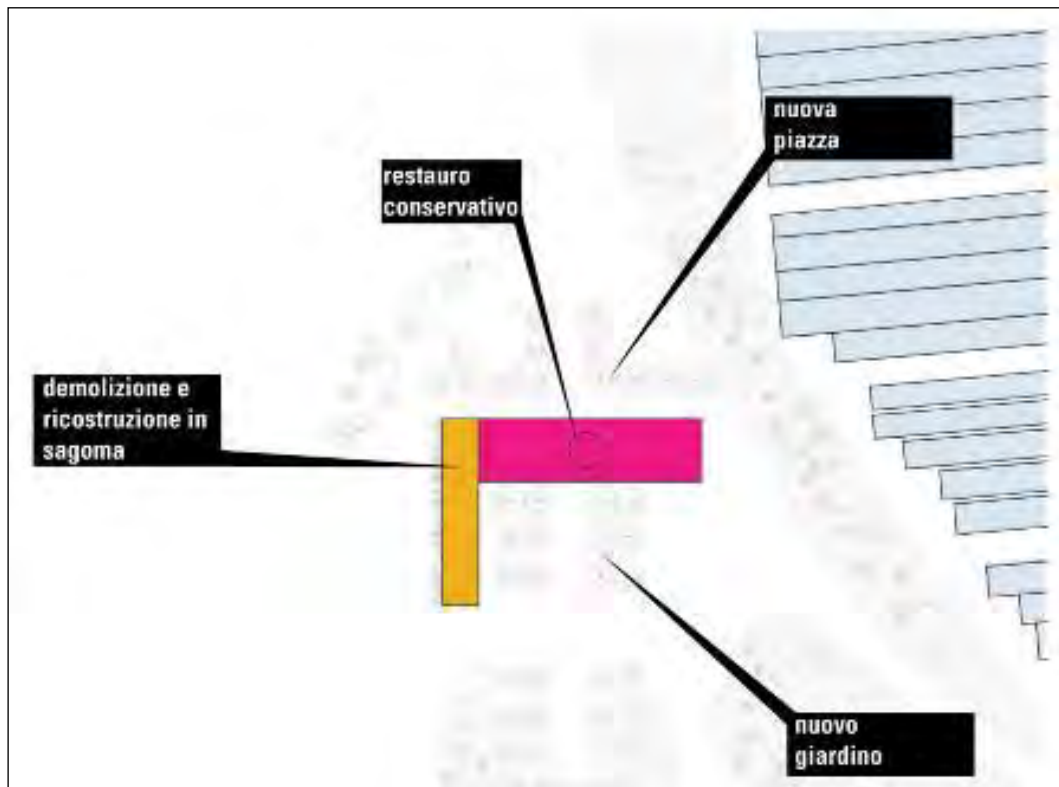 nuova
piazza
restauro
conservativo
demolizione e
ricostruzione in
sagoma
nuovo
giardino